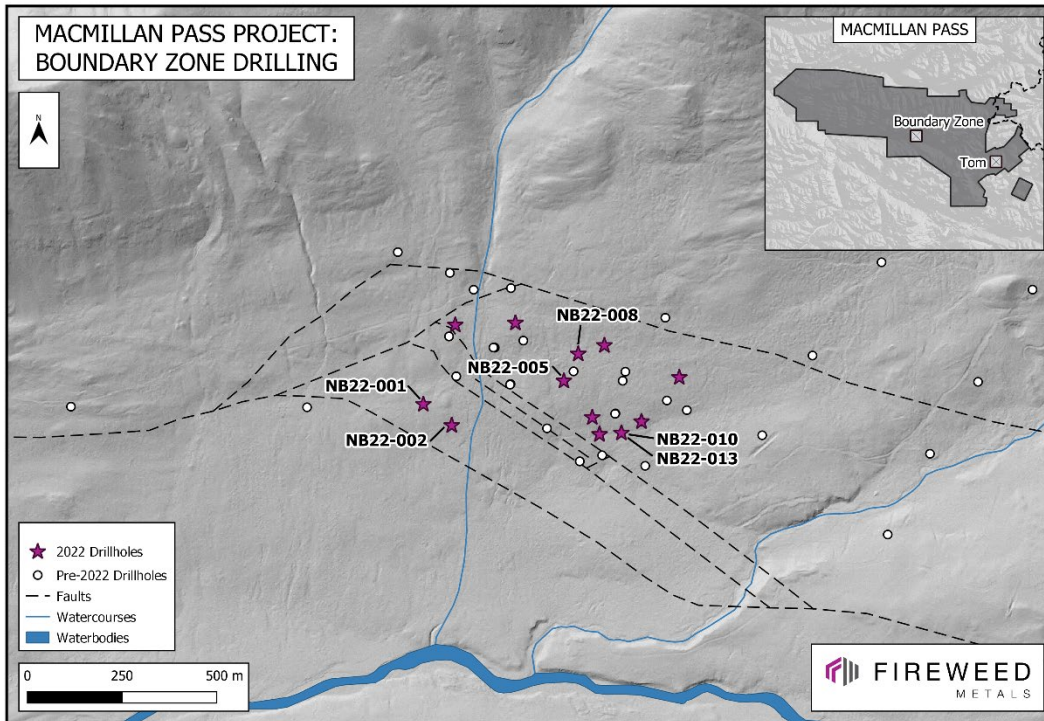 MACMILLAN PASS PROJECT:
BOUNDARY ZONE DRILLING
N
MACMILLAN PASS
Boundary Zone
Tom
NB22-008
NB22-005
NB22-001
NB22-002
NB22-010
NB22-013
2022 Drillholes
Pre-2022 Drillholes
Faults
Watercourses
Waterbodies
0 250 500 m
FIREWEED
METALS